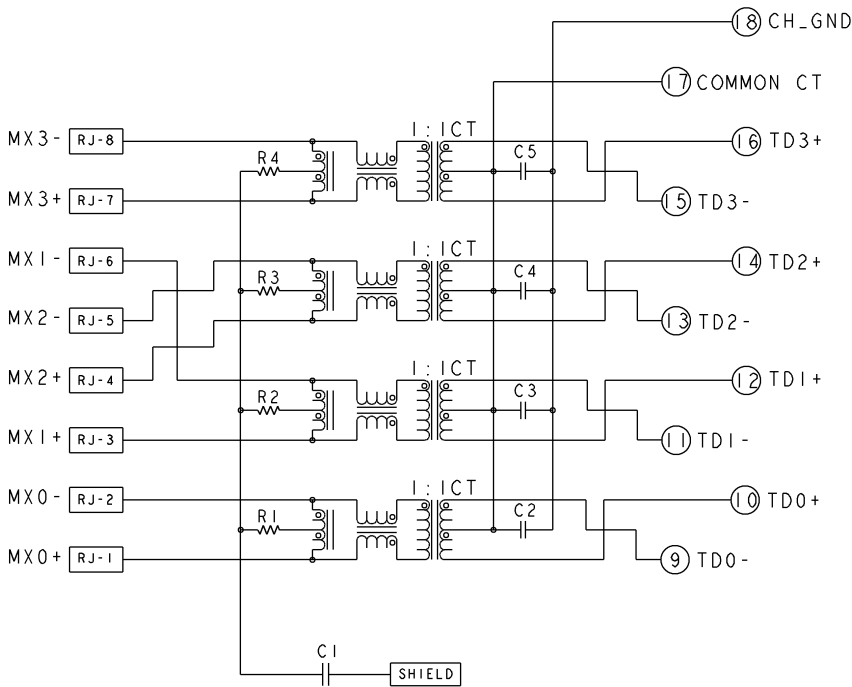 18 CH_GND
17 COMMON CT
1:1CT
MX3- RJ-8
16 TD3+
R4
C5
MX3+ RJ-7
15 TD3-
1:1CT
MX1- RJ-6
14 TD2+
R3
C4
MX2- RJ-5
13 TD2-
1:1CT
MX2+ RJ-4
12 TD1+
R2
C3
MX1+ RJ-3
11 TD1-
1:1CT
MX0- RJ-2
10 TD0+
R1
C2
MX0+ RJ-1
9 TD0-
C1
SHIELD